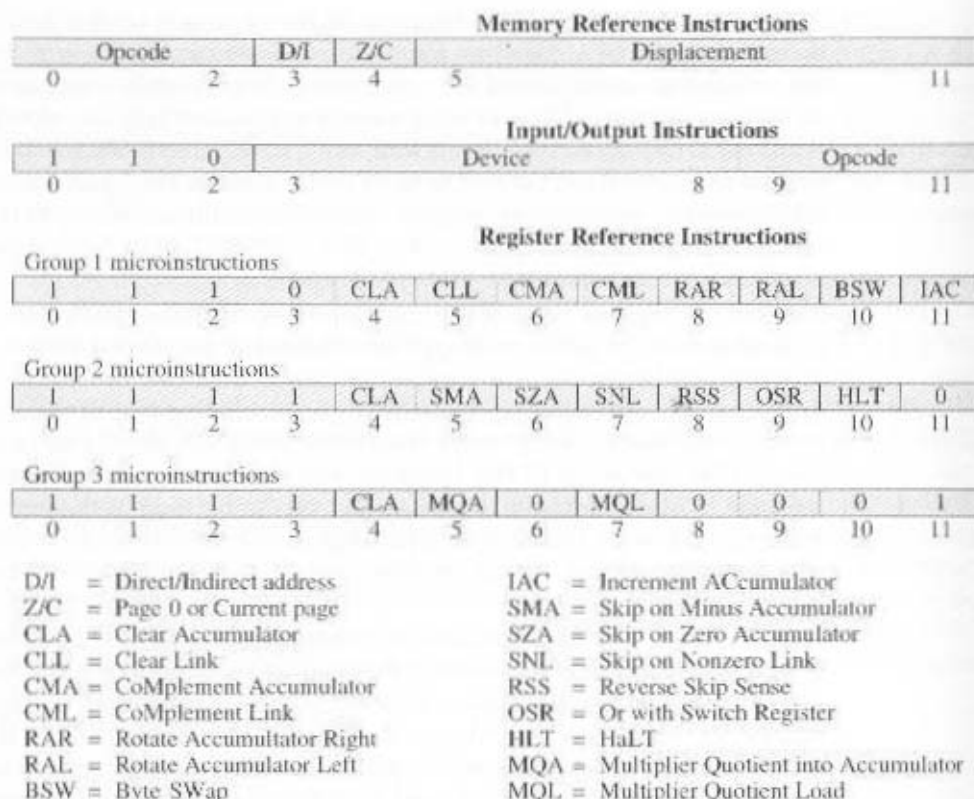 Memory Reference Instructions
Opcode D/I Z/C Displacement
0 2 3 4 5 11
Input/Output Instructions
1 1 0 Device Opcode
0 2 3 8 9 11
Register Reference Instructions
Group 1 microinstructions
1 1 1 0 CLA CLL CMA CML RAR RAL BSW IAC
0 1 2 3 4 5 6 7 8 9 10 11
Group 2 microinstructions
1 1 1 1 CLA SMA SZA SNL RSS OSR HLT 0
0 1 2 3 4 5 6 7 8 9 10 11
Group 3 microinstructions
1 1 1 1 CLA MQA 0 MQL 0 0 0 1
0 1 2 3 4 5 6 7 8 9 10 11
D/I = Direct/Indirect address
Z/C = Page 0 or Current page
CLA = Clear Accumulator
CLL = Clear Link
CMA = CoMplement Accumulator
CML = CoMplement Link
RAR = Rotate Accumultator Right
RAL = Rotate Accumulator Left
BSW = Byte SWap
IAC = Increment ACcumulator
SMA = Skip on Minus Accumulator
SZA = Skip on Zero Accumulator
SNL = Skip on Nonzero Link
RSS = Reverse Skip Sense
OSR = Or with Switch Register
HLT = HaLT
MQA = Multiplier Quotient into Accumulator
MQL = Multiplier Quotient Load